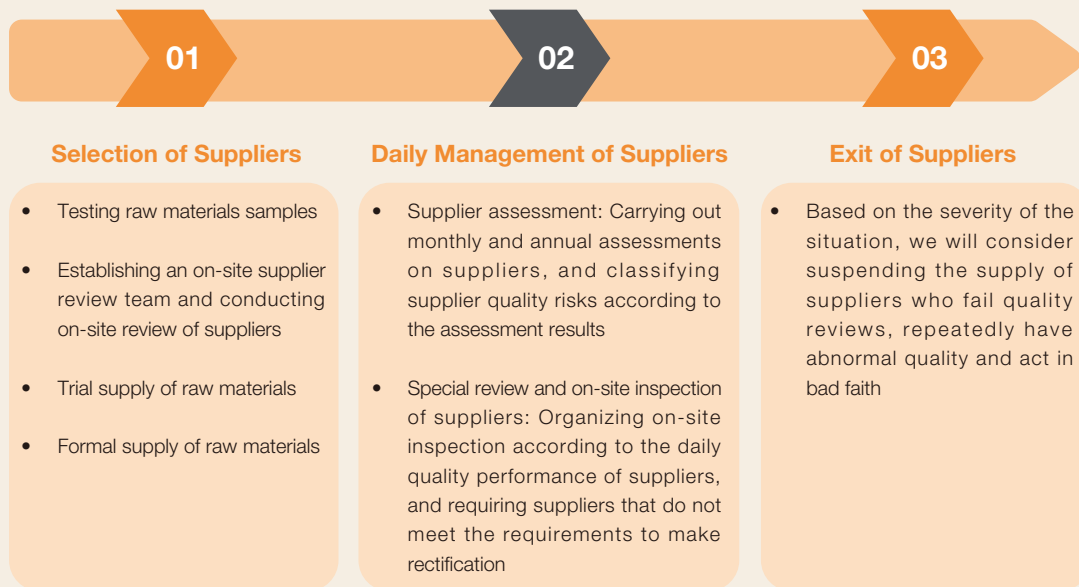 01
02
03
Selection of Suppliers
• Testing raw materials samples
• Establishing an on-site supplier
review team and conducting
on-site review of suppliers
• Trial supply of raw materials
• Formal supply of raw materials
Daily Management of Suppliers
• Supplier assessment: Carrying out
monthly and annual assessments
on suppliers, and classifying
supplier quality risks according to
the assessment results
• Special review and on-site inspection
of suppliers: Organizing on-site
inspection according to the daily
quality performance of suppliers,
and requiring suppliers that do not
meet the requirements to make
rectification
Exit of Suppliers
• Based on the severity of the
situation, we will consider
suspending the supply of
suppliers who fail quality
reviews, repeatedly have
abnormal quality and act in
bad faith